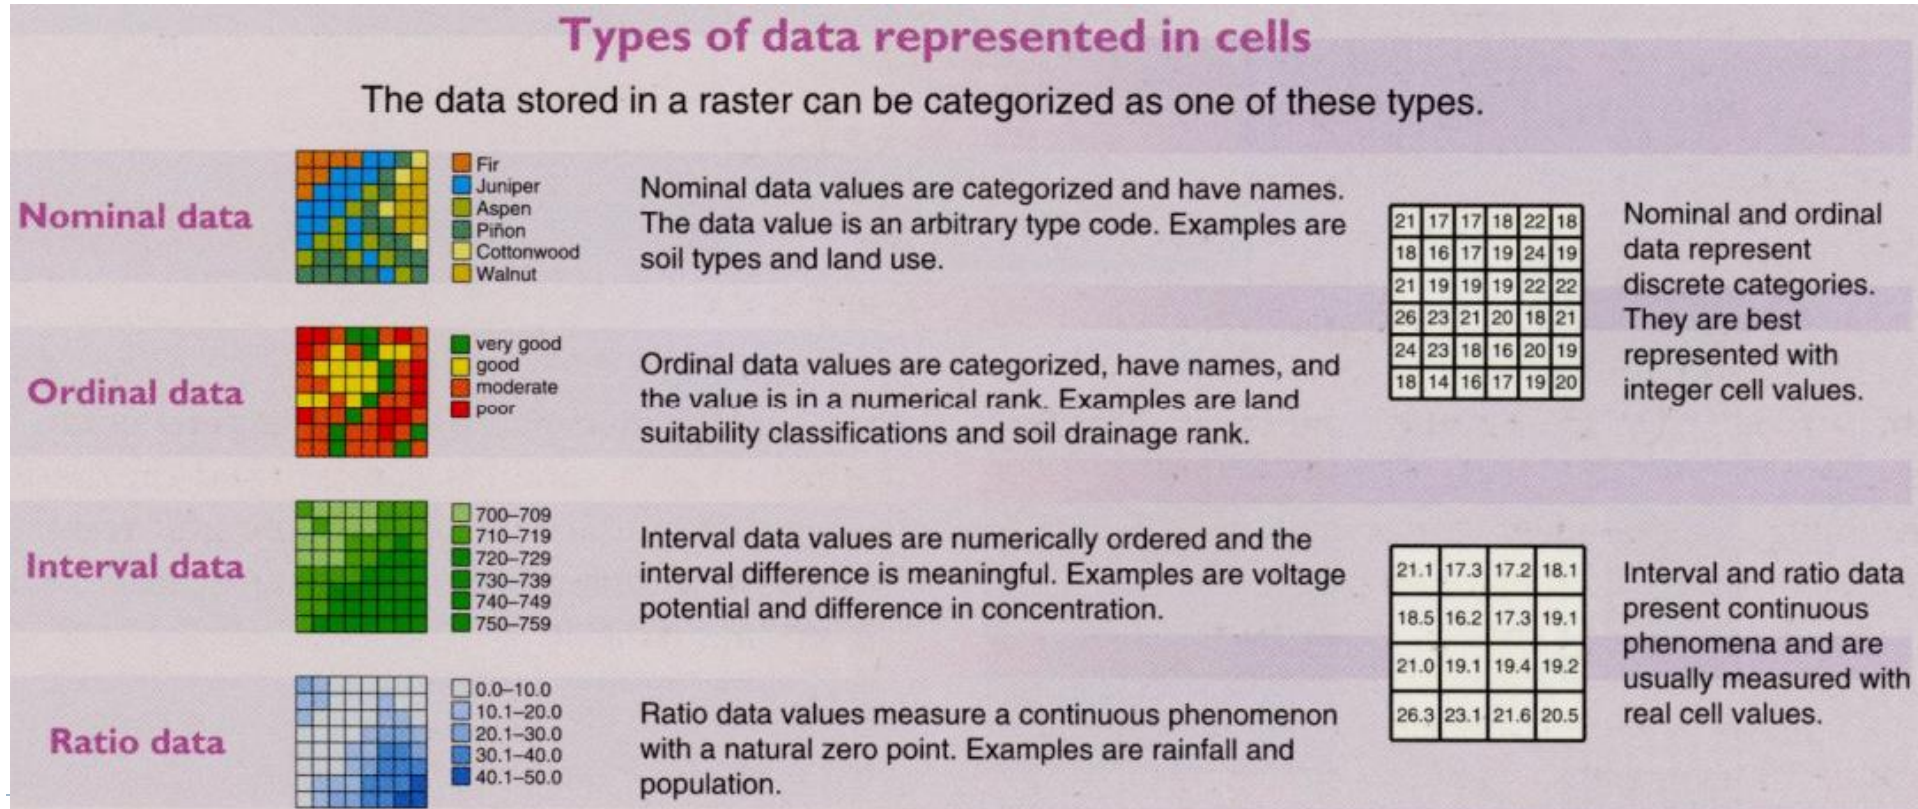 Types of data represented in cells
The data stored in a raster can be categorized as one of these types.
Nominal data
Fir
Juniper
Aspen
Piñon
Cottonwood
Walnut
Nominal data values are categorized and have names.
The data value is an arbitrary type code. Examples are
soil types and land use.
Ordinal data
very good
good
moderate
poor
Ordinal data values are categorized, have names, and
the value is in a numerical rank. Examples are land
suitability classifications and soil drainage rank.
21 17 17 18 22 18
18 16 17 19 24 19
21 19 19 19 22 22
26 23 21 20 18 21
24 23 18 16 20 19
18 14 16 17 19 20
Nominal and ordinal
data represent
discrete categories.
They are best
represented with
integer cell values.
Interval data
700–709
710–719
720–729
730–739
740–749
750–759
Interval data values are numerically ordered and the
interval difference is meaningful. Examples are voltage
potential and difference in concentration.
Ratio data
0.0–10.0
10.1–20.0
20.1–30.0
30.1–40.0
40.1–50.0
Ratio data values measure a continuous phenomenon
with a natural zero point. Examples are rainfall and
population.
21.1 17.3 17.2 18.1
18.5 16.2 17.3 19.1
21.0 19.1 19.4 19.2
26.3 23.1 21.6 20.5
Interval and ratio data
present continuous
phenomena and are
usually measured with
real cell values.